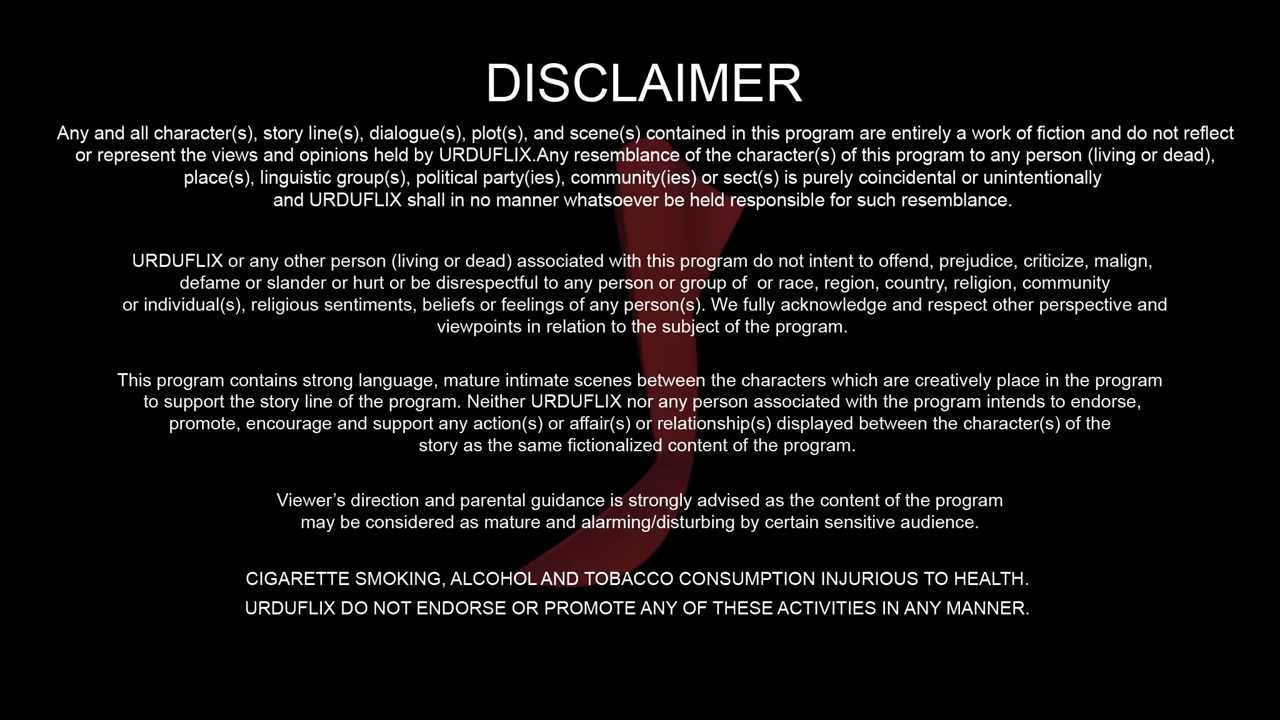 DISCLAIMER
Any and all character(s), story line(s), dialogue(s), plot(s), and scene(s) contained in this program are entirely a work of fiction and do not reflect
or represent the views and opinions held by URDUFLIX.Any resemblance of the character(s) of this program to any person (living or dead),
place(s), linguistic group(s), political party(ies), community(ies) or sect(s) is purely coincidental or unintentionally
and URDUFLIX shall in no manner whatsoever be held responsible for such resemblance.
URDUFLIX or any other person (living or dead) associated with this program do not intent to offend, prejudice, criticize, malign,
defame or slander or hurt or be disrespectful to any person or group of  or race, region, country, religion, community
or individual(s), religious sentiments, beliefs or feelings of any person(s). We fully acknowledge and respect other perspective and
viewpoints in relation to the subject of the program.
This program contains strong language, mature intimate scenes between the characters which are creatively place in the program
to support the story line of the program. Neither URDUFLIX nor any person associated with the program intends to endorse,
promote, encourage and support any action(s) or affair(s) or relationship(s) displayed between the character(s) of the
story as the same fictionalized content of the program.
Viewer’s direction and parental guidance is strongly advised as the content of the program
may be considered as mature and alarming/disturbing by certain sensitive audience.
CIGARETTE SMOKING, ALCOHOL AND TOBACCO CONSUMPTION INJURIOUS TO HEALTH.
URDUFLIX DO NOT ENDORSE OR PROMOTE ANY OF THESE ACTIVITIES IN ANY MANNER.